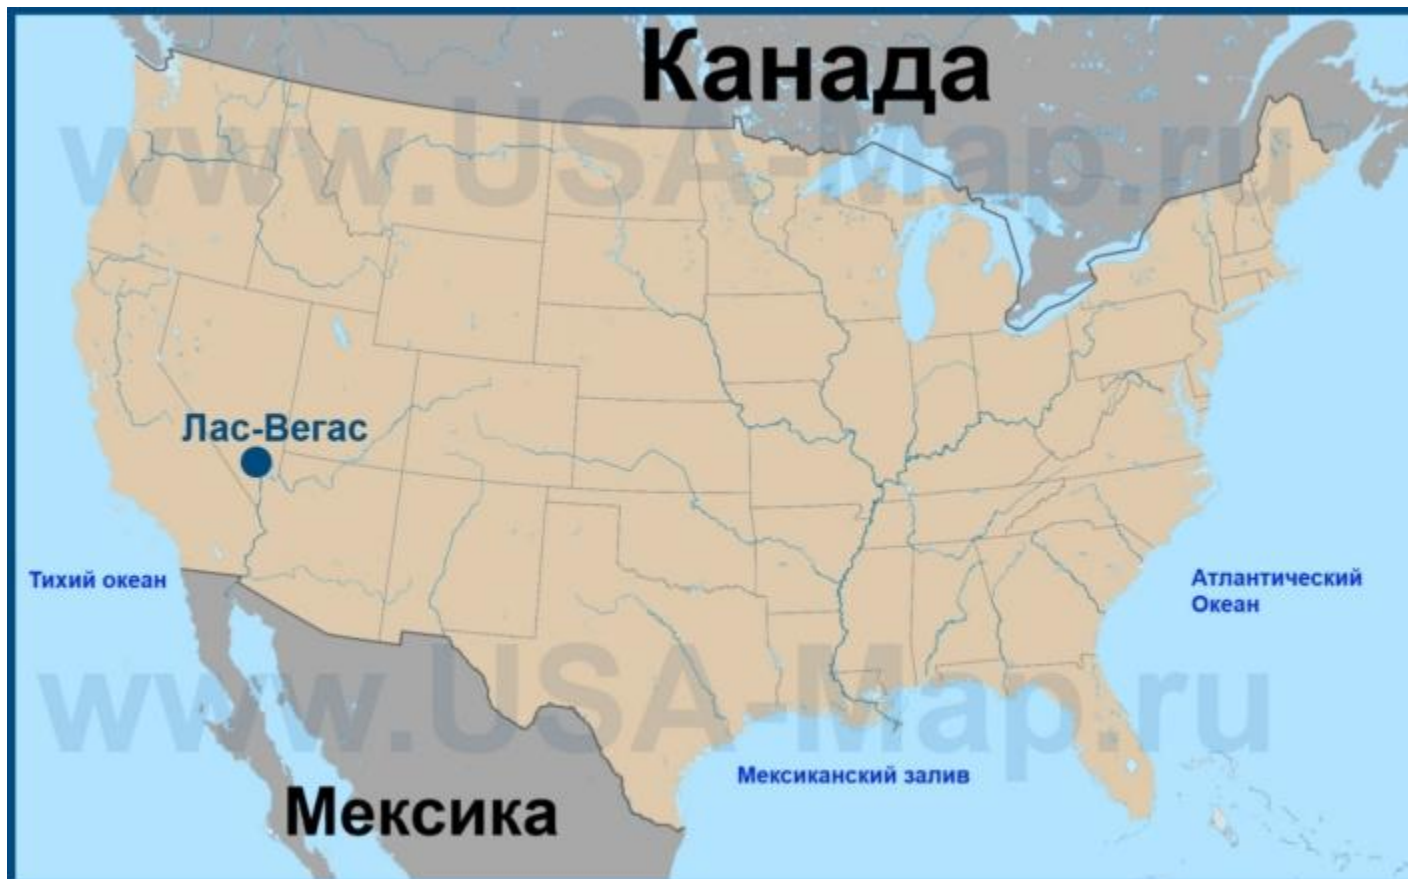 Канада
www.USA-Map.ru
Лас-Вегас
Тихий океан
Атлантический
Океан
www.USA-Map.ru
Мексиканский залив
Мексика